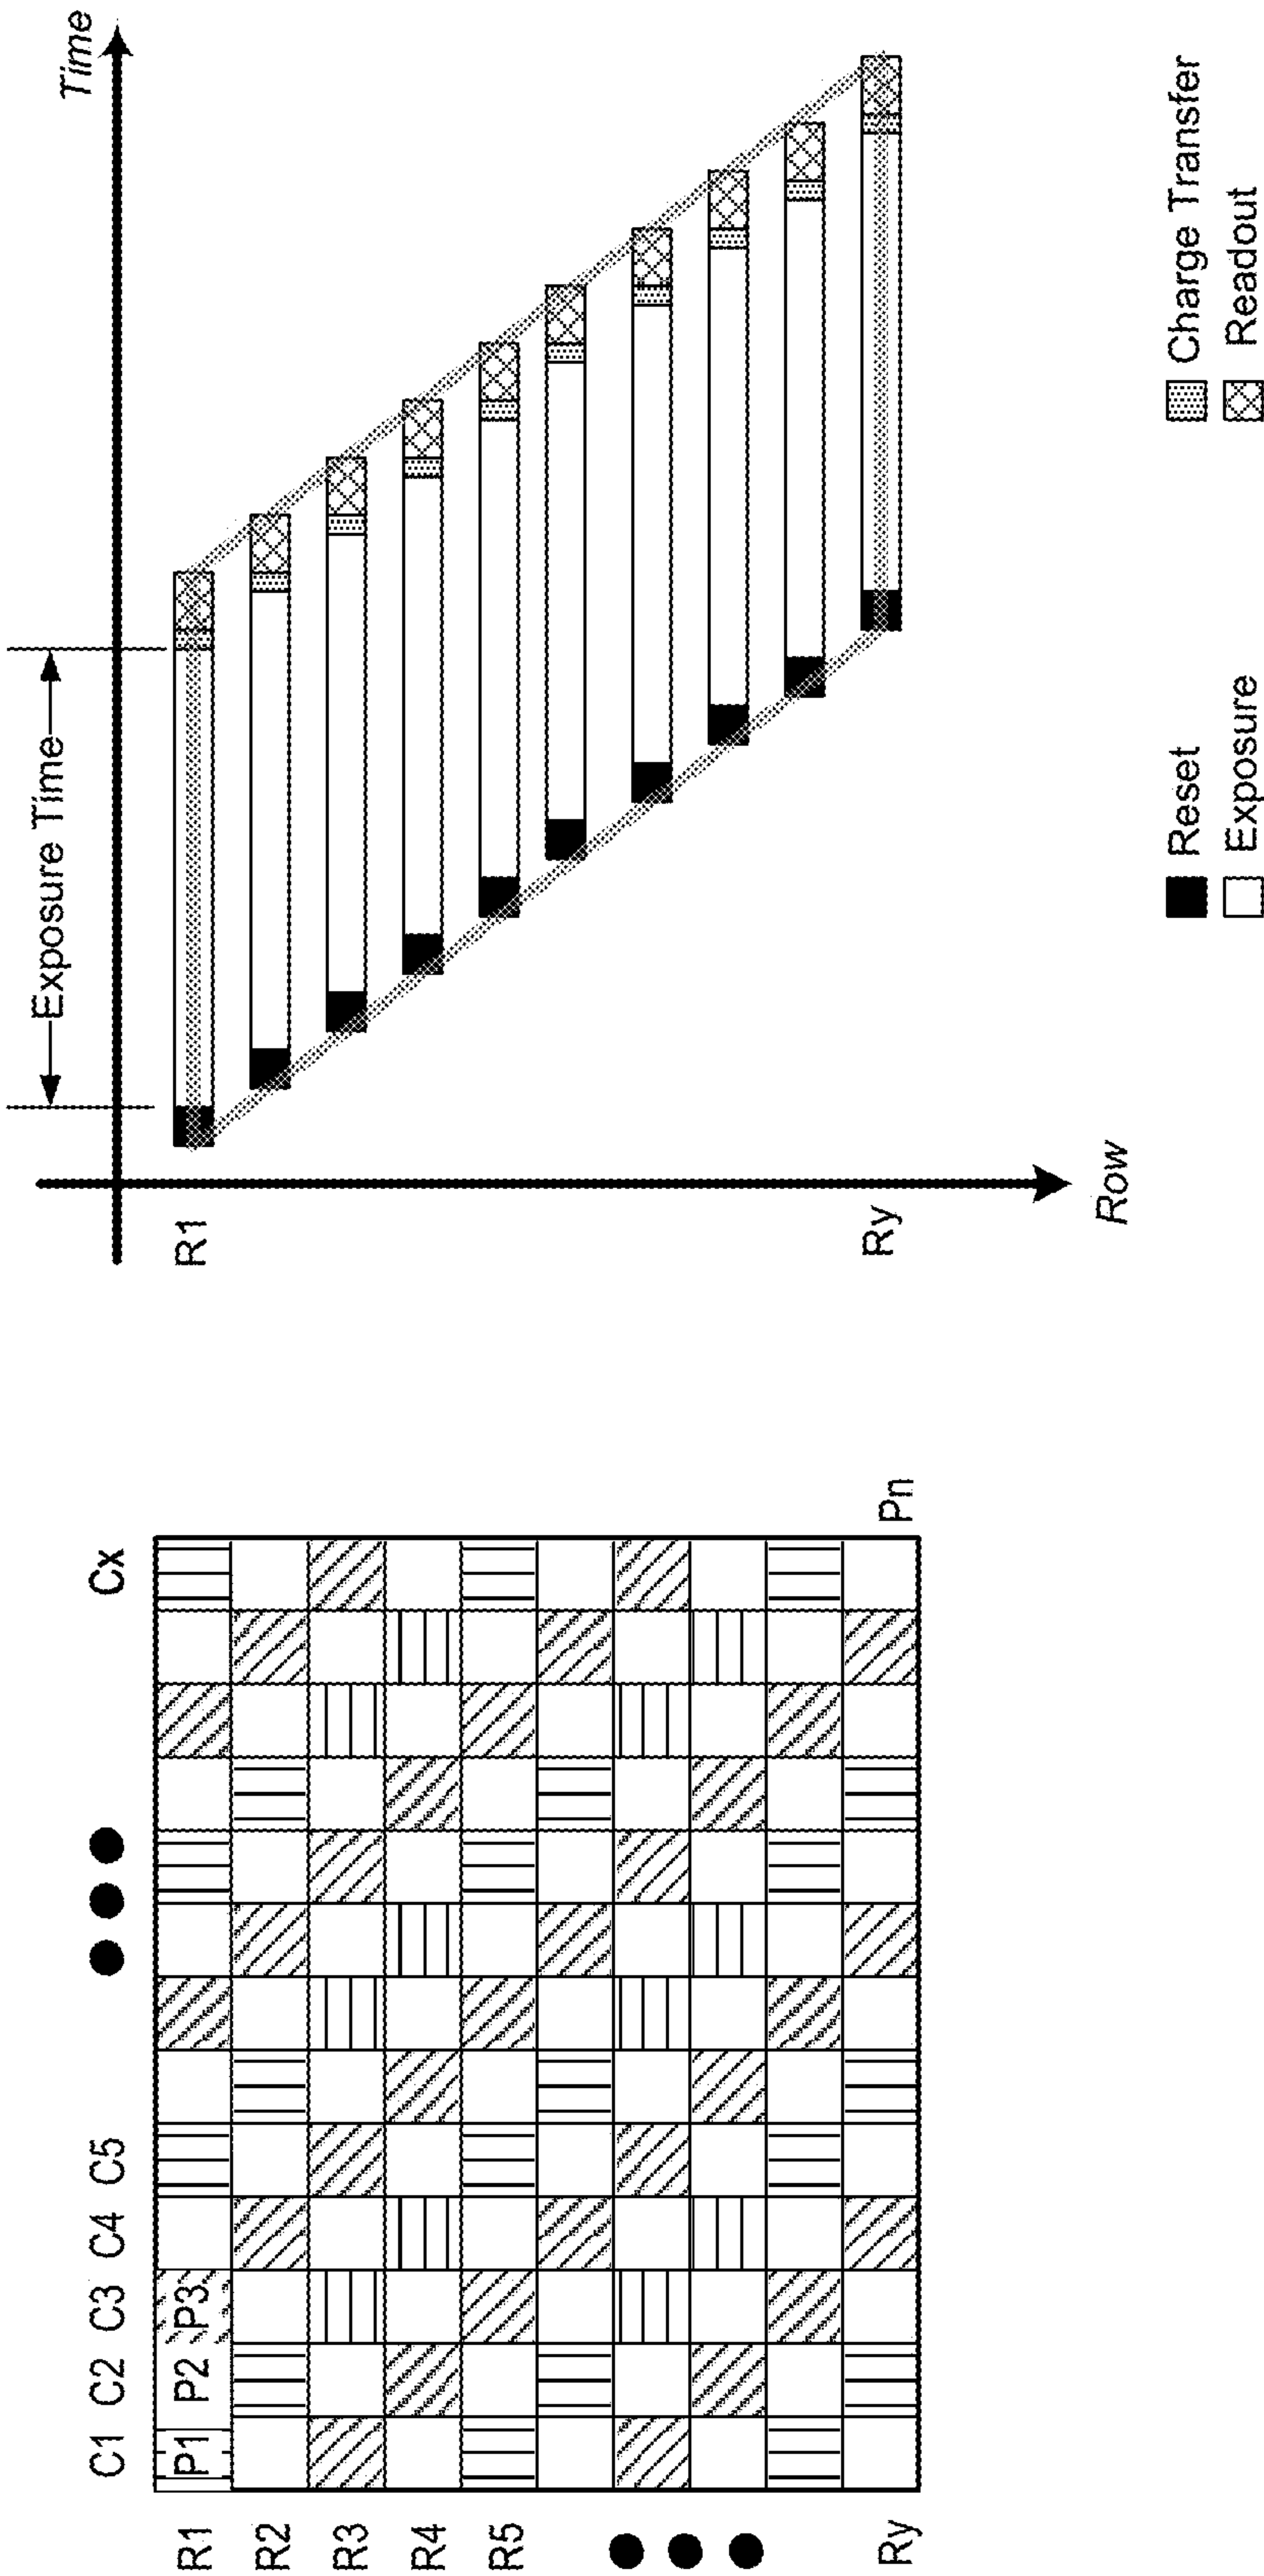 C1 C2 C3 C4 C5 Cx
R1 P1 P2 P3
R2
R3
R4
R5
Ry
Pn
Time
Exposure Time
R1
Ry
Row
Reset
Charge Transfer
Exposure
Readout